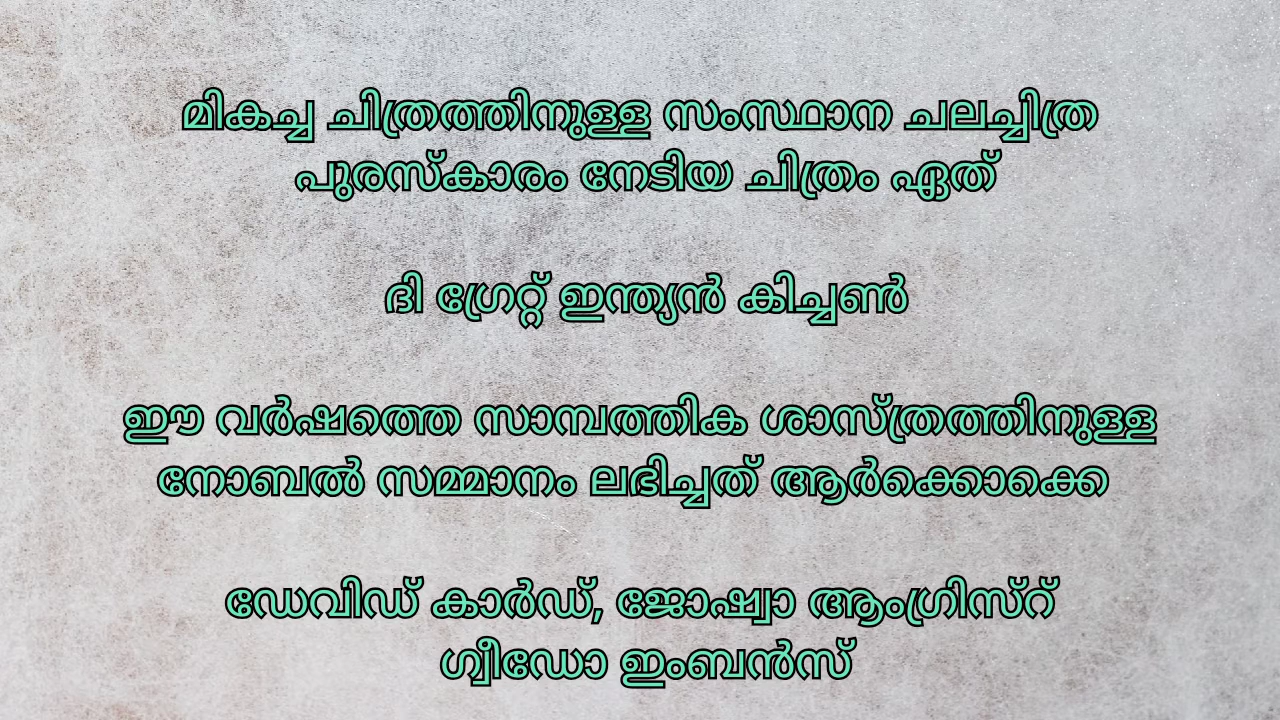 മികച്ച ചിത്രത്തിനുള്ള സംസ്ഥാന ചലച്ചിത്ര
പുരസ്കാരം നേടിയ ചിത്രം ഏത്
ദി ഗ്രേറ്റ് ഇന്ത്യൻ കിച്ചൺ
ഈ വർഷത്തെ സാമ്പത്തിക ശാസ്ത്രത്തിനുള്ള
നോബൽ സമ്മാനം ലഭിച്ചത് ആർക്കൊക്കെ
ഡേവിഡ് കാർഡ്, ജോഷ്വാ ആംഗ്രിസ്റ്
ഗ്വീഡോ ഇംബൻസ്